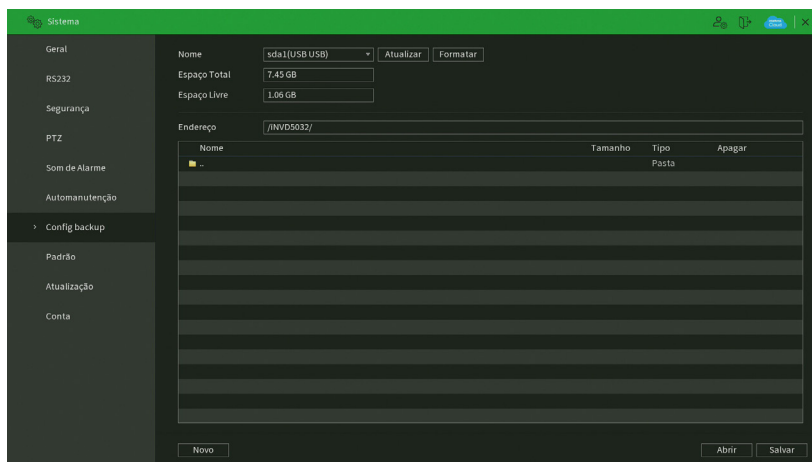 Sistema
Geral
RS232
Segurança
PTZ
Som de Alarme
Automanutenção
Config backup
Padrão
Atualização
Conta
Nome sda1(USB USB) Atualizar Formatar
Espaço Total 7.45 GB
Espaço Livre 1.06 GB
Endereço /INVD5032/
Nome Tamanho Tipo Apagar
.. Pasta
Novo Abrir Salvar